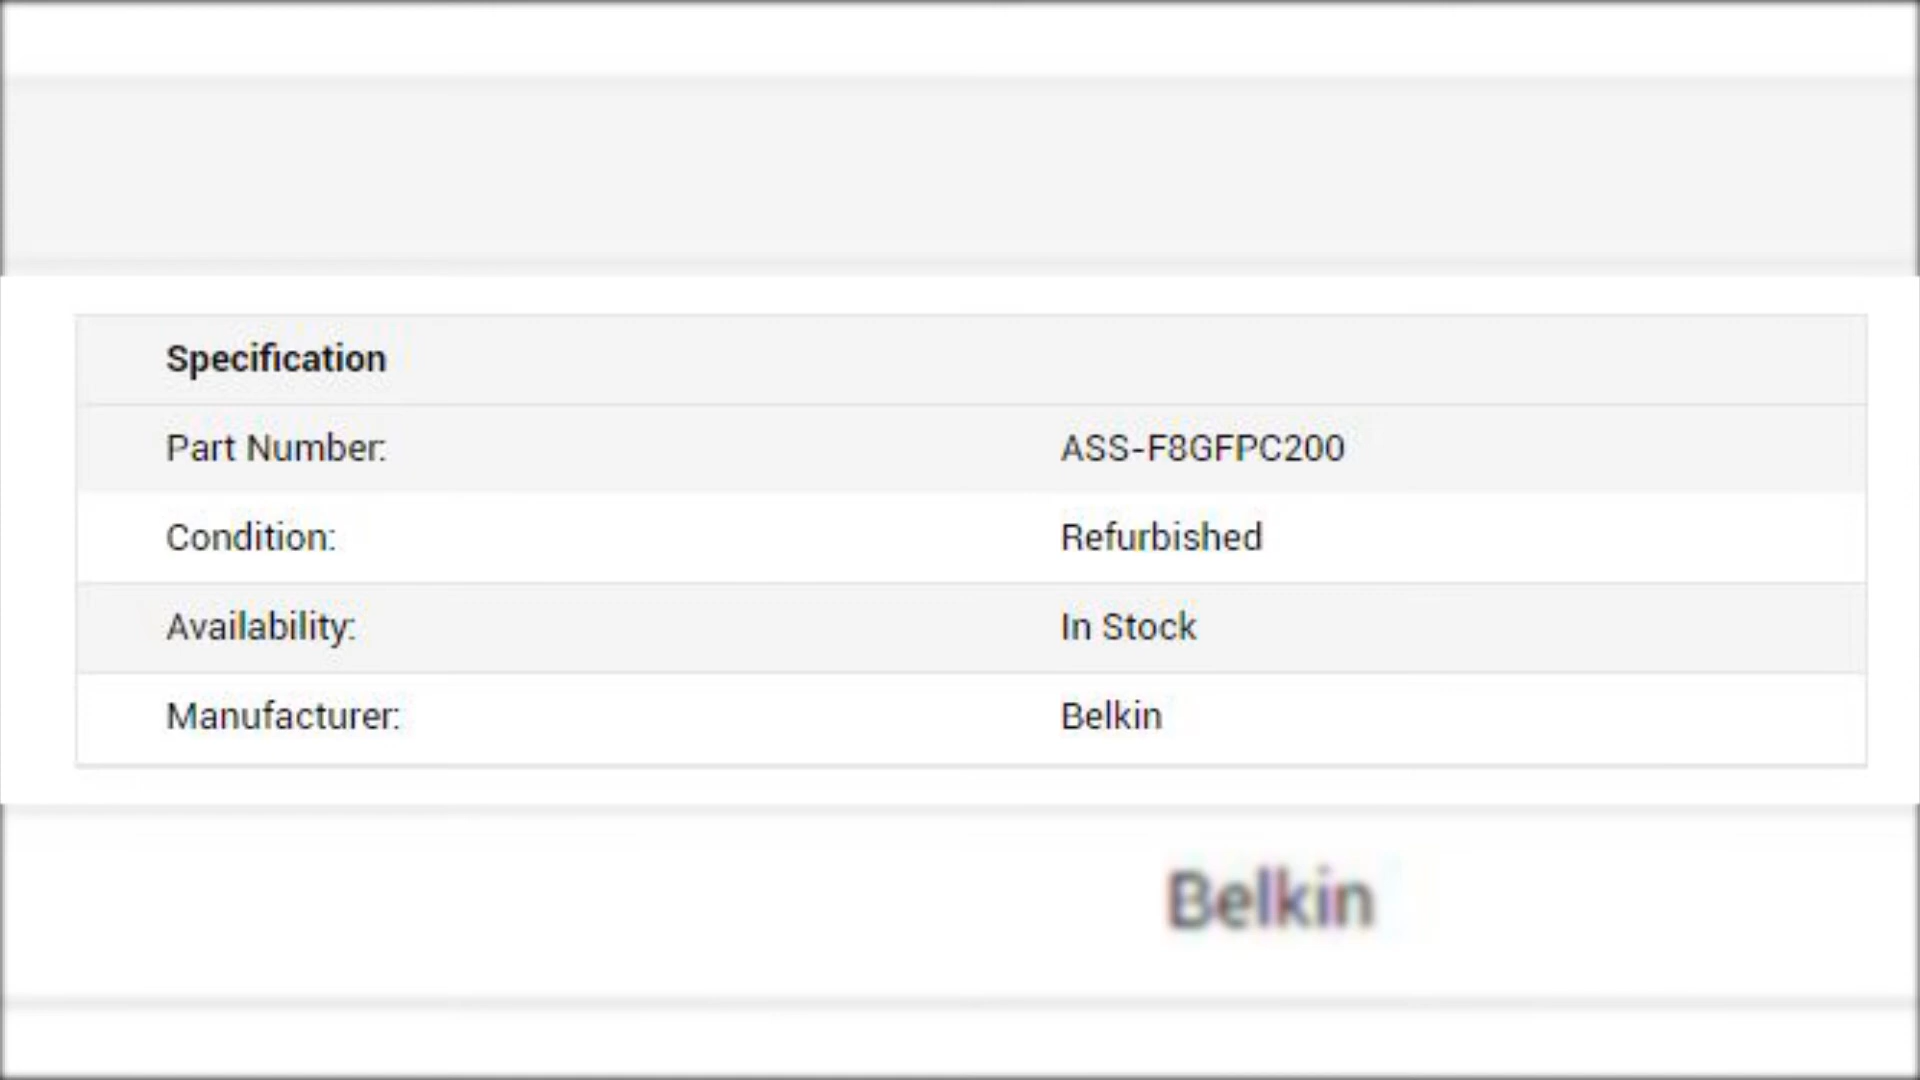 Specification
Part Number: ASS-F8GFPC200
Condition: Refurbished
Availability: In Stock
Manufacturer: Belkin
Belkin